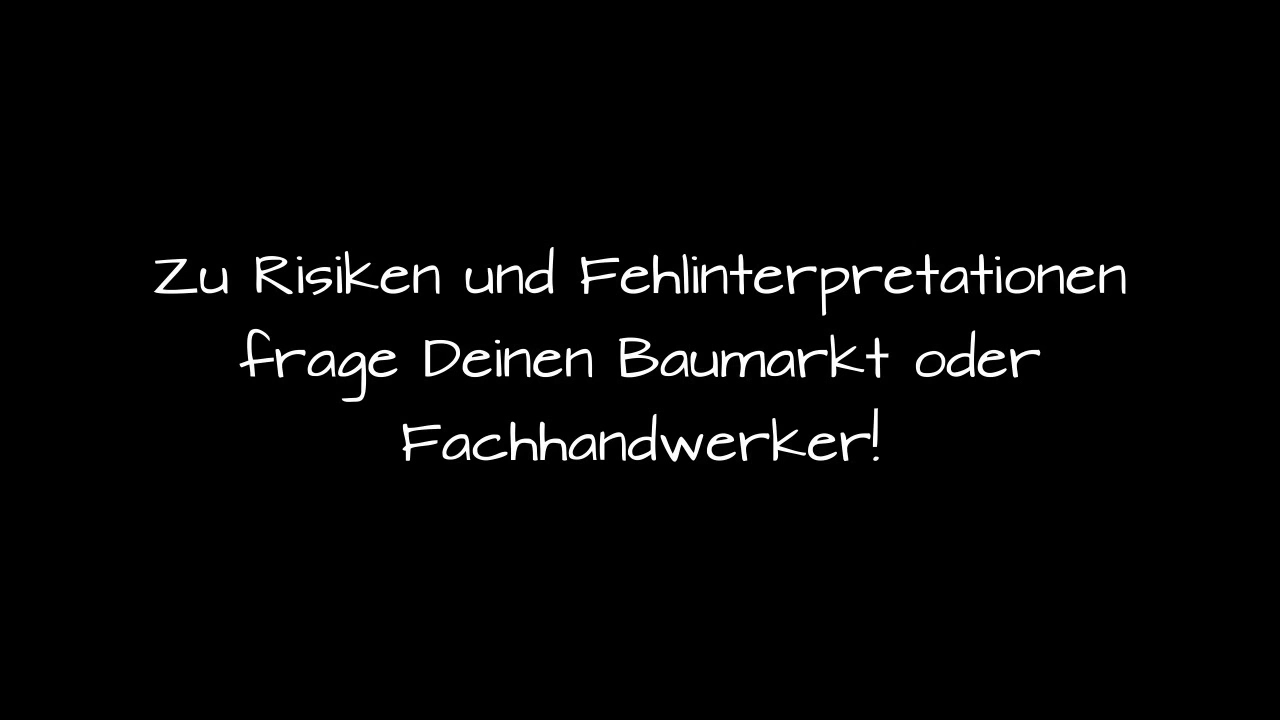 Zu Risiken und Fehlinterpretationen
frage Deinen Baumarkt oder
Fachhandwerker!